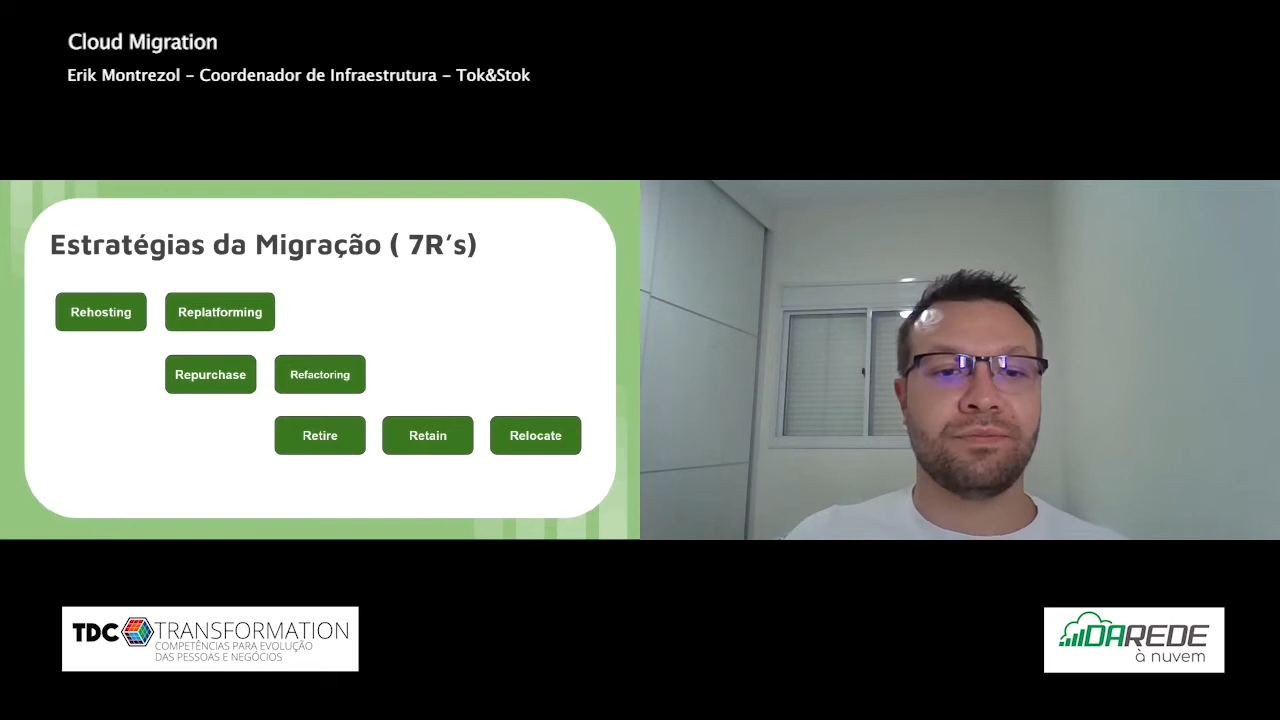 Cloud Migration
Erik Montrezol – Coordenador de Infraestrutura – Tok&Stok
Estratégias da Migração ( 7R’s)
Rehosting
Replatforming
Repurchase
Refactoring
Retire
Retain
Relocate
TDC TRANSFORMATION
COMPETÊNCIAS PARA EVOLUÇÃO
DAS PESSOAS E NEGÓCIOS
DAREDE
à nuvem